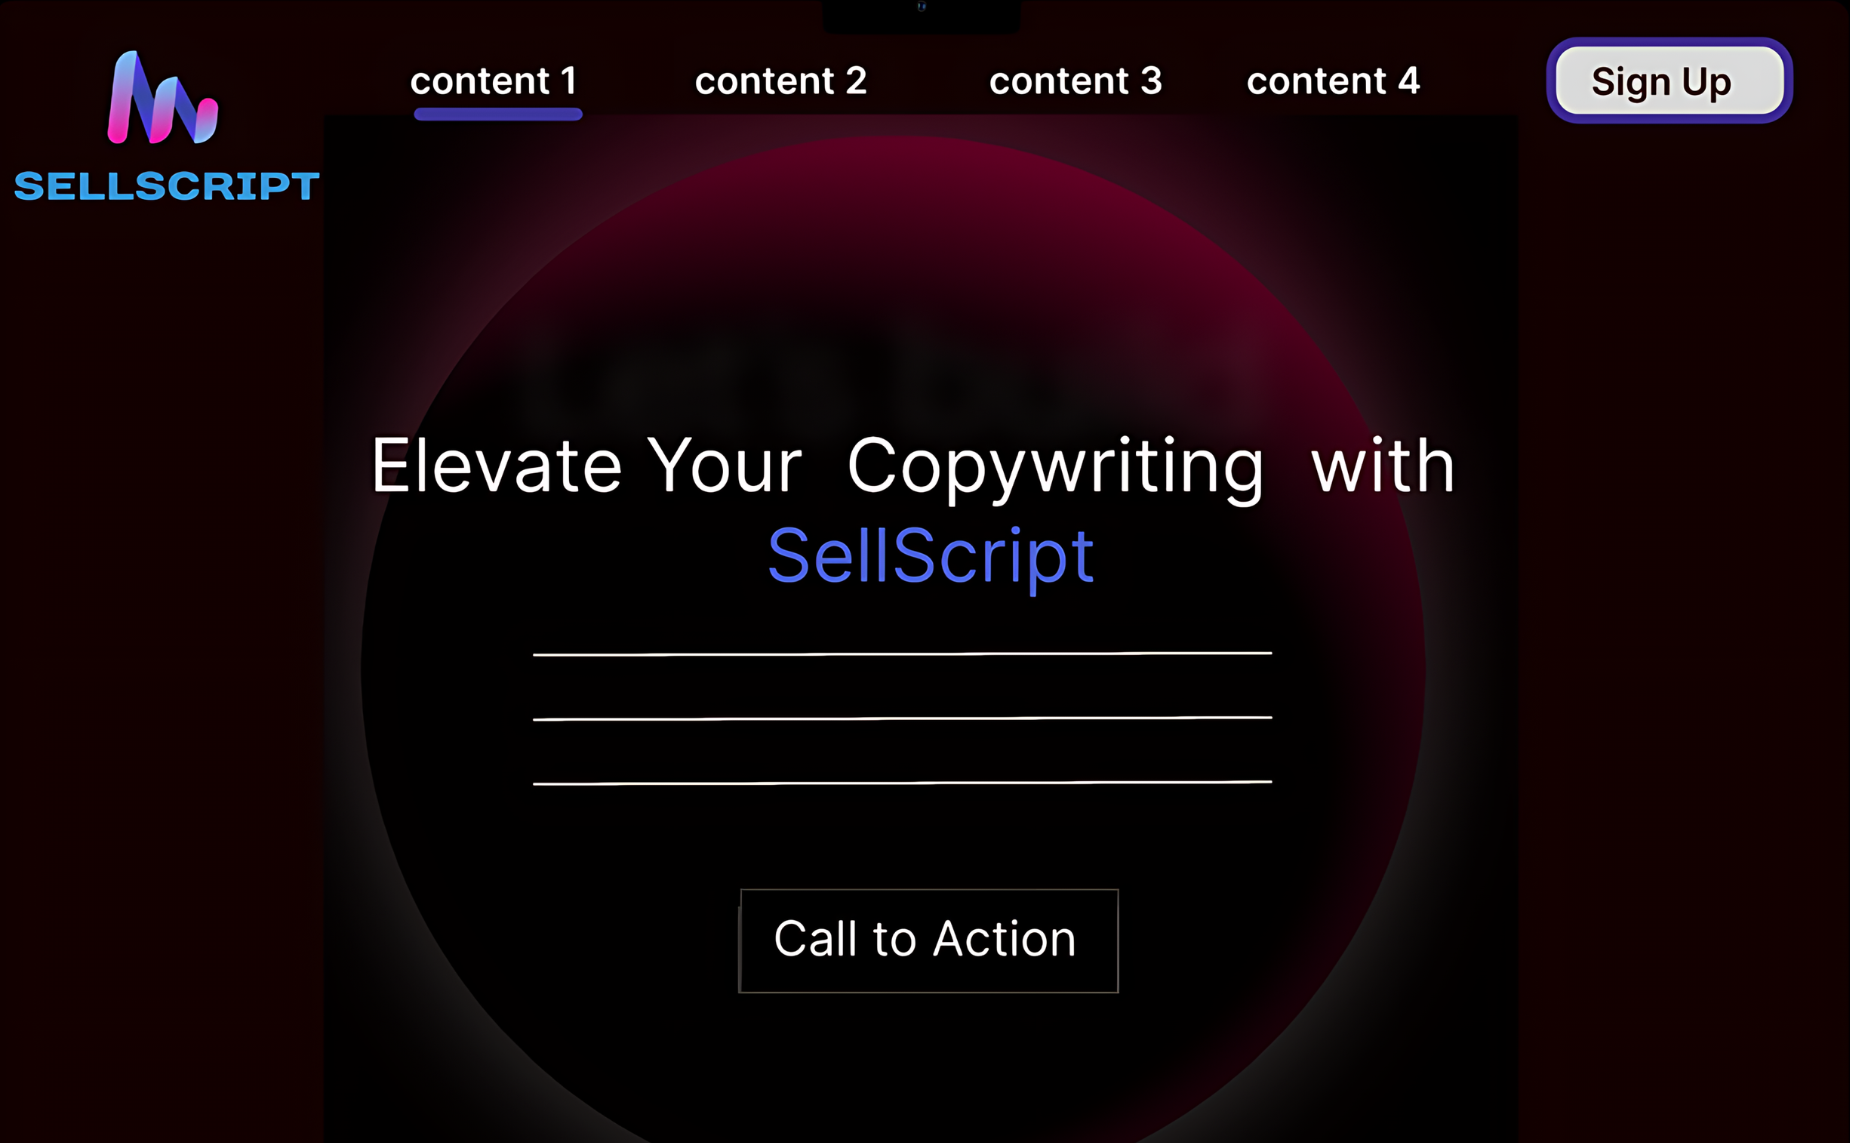 content 1
content 2
content 3
content 4
Sign Up
SELLSCRIPT
Elevate Your Copywriting with
SellScript
Call to Action